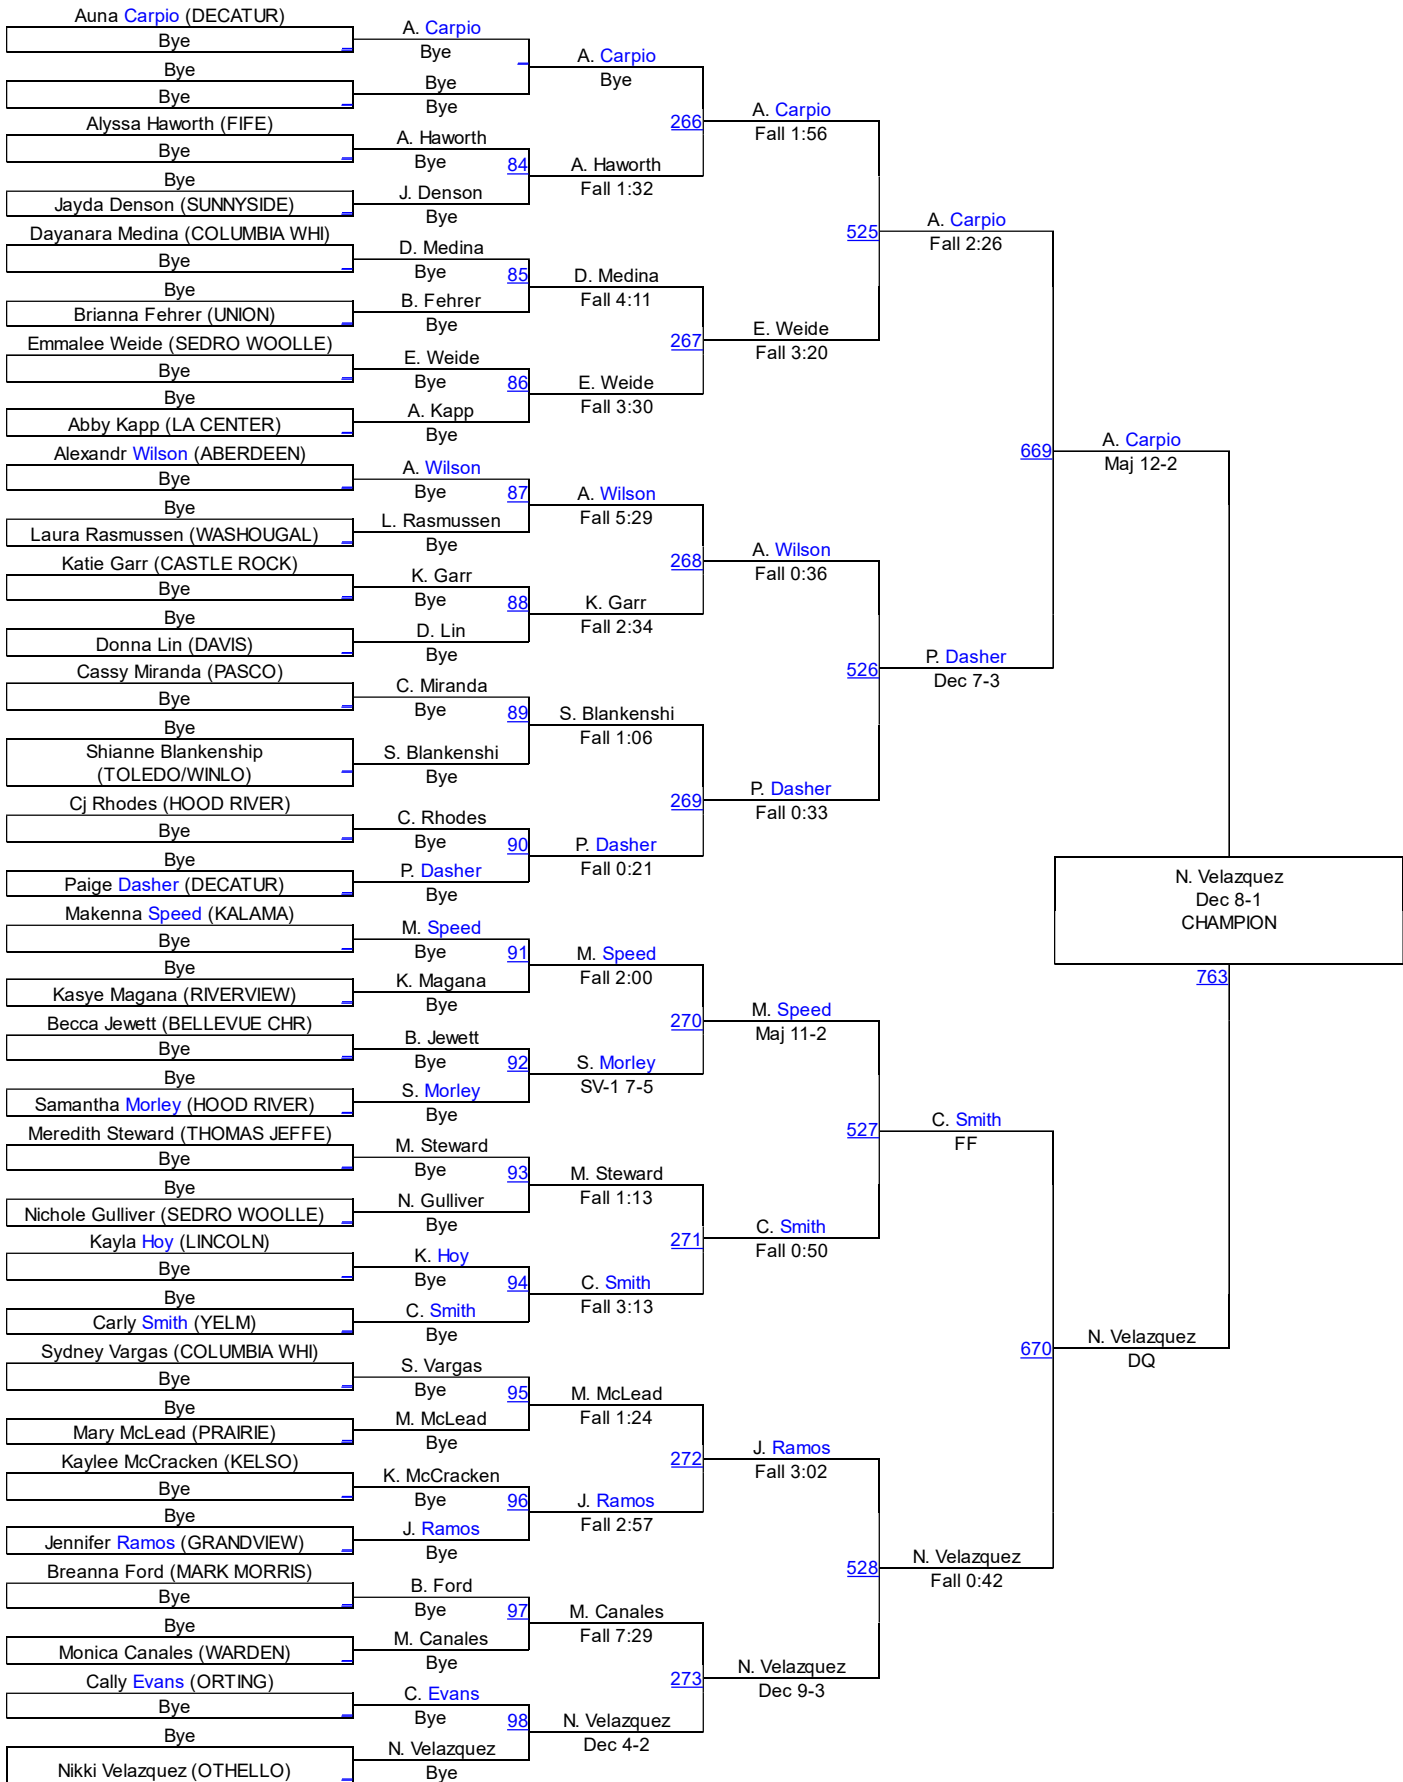 Auna Carpio (DECATUR)
Bye
Bye
Bye
Alyssa Haworth (FIFE)
Bye
Bye
Jayda Denson (SUNNYSIDE)
Dayanara Medina (COLUMBIA WHI)
Bye
Bye
Brianna Fehrer (UNION)
Emmalee Weide (SEDRO WOOLLE)
Bye
Bye
Abby Kapp (LA CENTER)
Alexandr Wilson (ABERDEEN)
Bye
Bye
Laura Rasmussen (WASHOUGAL)
Katie Garr (CASTLE ROCK)
Bye
Bye
Donna Lin (DAVIS)
Cassy Miranda (PASCO)
Bye
Bye
Shianne Blankenship
(TOLEDO/WINLO)
Cj Rhodes (HOOD RIVER)
Bye
Bye
Paige Dasher (DECATUR)
Makenna Speed (KALAMA)
Bye
Bye
Kasye Magana (RIVERVIEW)
Becca Jewett (BELLEVUE CHR)
Bye
Bye
Samantha Morley (HOOD RIVER)
Meredith Steward (THOMAS JEFFE)
Bye
Bye
Nichole Gulliver (SEDRO WOOLLE)
Kayla Hoy (LINCOLN)
Bye
Bye
Carly Smith (YELM)
Sydney Vargas (COLUMBIA WHI)
Bye
Bye
Mary McLead (PRAIRIE)
Kaylee McCracken (KELSO)
Bye
Bye
Jennifer Ramos (GRANDVIEW)
Breanna Ford (MARK MORRIS)
Bye
Bye
Monica Canales (WARDEN)
Cally Evans (ORTING)
Bye
Bye
Nikki Velazquez (OTHELLO)
A. Carpio
Bye
Bye
Bye
A. Haworth
Bye
84
J. Denson
Bye
D. Medina
Bye
85
B. Fehrer
Bye
E. Weide
Bye
86
A. Kapp
Bye
A. Wilson
Bye
87
L. Rasmussen
Bye
K. Garr
Bye
88
D. Lin
Bye
C. Miranda
Bye
89
S. Blankenshi
Bye
C. Rhodes
Bye
90
P. Dasher
Bye
M. Speed
Bye
91
K. Magana
Bye
B. Jewett
Bye
92
S. Morley
Bye
M. Steward
Bye
93
N. Gulliver
Bye
K. Hoy
Bye
94
C. Smith
Bye
S. Vargas
Bye
95
M. McLead
Bye
K. McCracken
Bye
96
J. Ramos
Bye
B. Ford
Bye
97
M. Canales
Bye
C. Evans
Bye
98
N. Velazquez
Bye
A. Carpio
Bye
266
A. Haworth
Fall 1:32
D. Medina
Fall 4:11
267
E. Weide
Fall 3:30
A. Wilson
Fall 5:29
268
K. Garr
Fall 2:34
S. Blankenshi
Fall 1:06
269
P. Dasher
Fall 0:21
M. Speed
Fall 2:00
270
S. Morley
SV-1 7-5
M. Steward
Fall 1:13
271
C. Smith
Fall 3:13
M. McLead
Fall 1:24
272
J. Ramos
Fall 2:57
M. Canales
Fall 7:29
273
N. Velazquez
Dec 4-2
A. Carpio
Fall 1:56
525
E. Weide
Fall 3:20
A. Wilson
Fall 0:36
526
P. Dasher
Fall 0:33
M. Speed
Maj 11-2
527
C. Smith
Fall 0:50
J. Ramos
Fall 3:02
528
N. Velazquez
Dec 9-3
A. Carpio
Fall 2:26
669
P. Dasher
Dec 7-3
C. Smith
FF
670
N. Velazquez
Fall 0:42
A. Carpio
Maj 12-2
N. Velazquez
DQ
N. Velazquez
Dec 8-1
CHAMPION
763